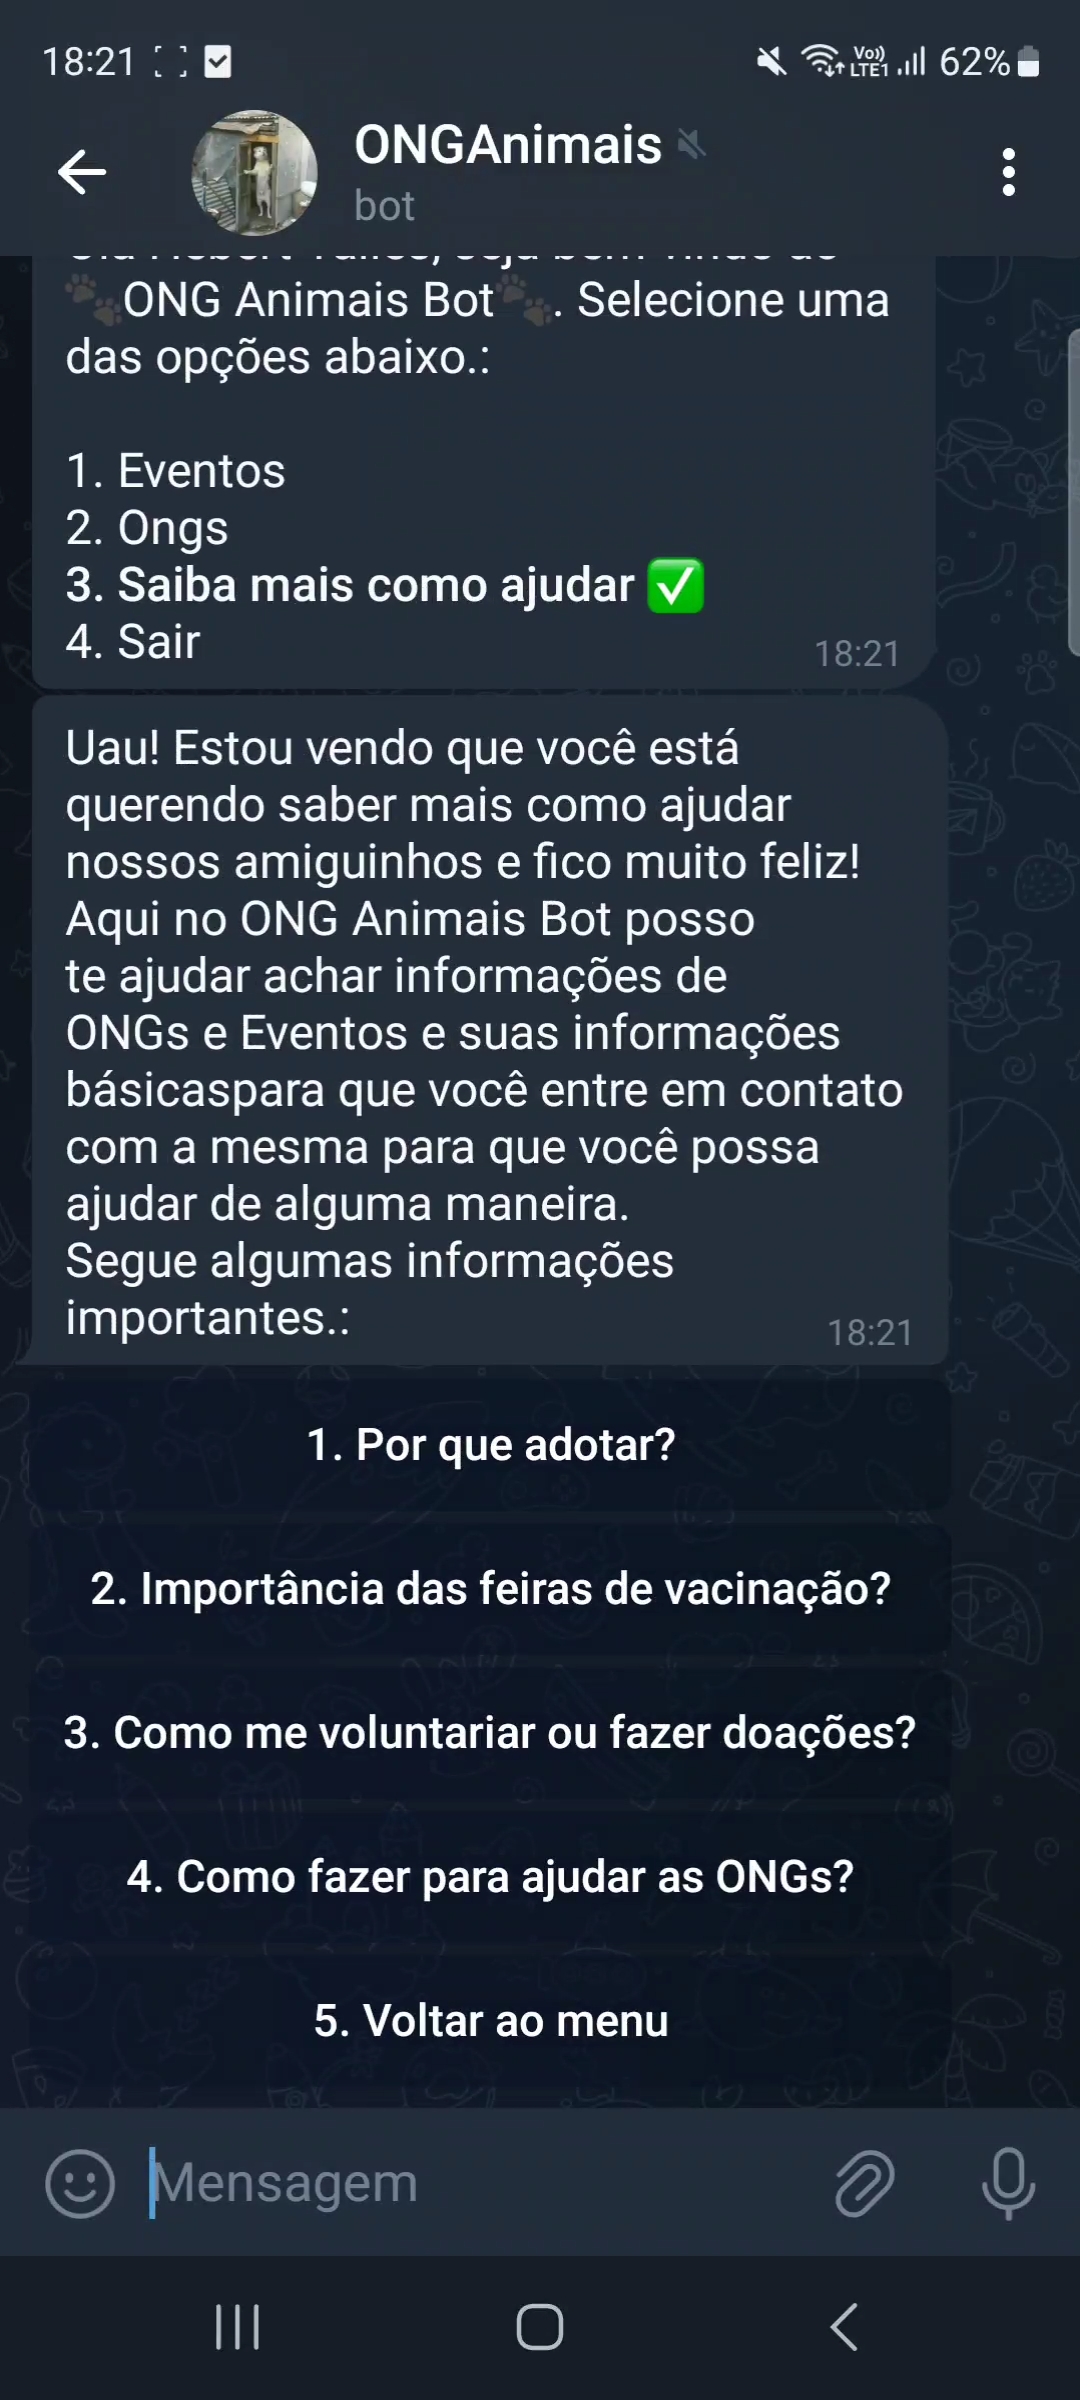 18:21
Vo))
LTE1
62%
ONGAnimais
bot
ONG Animais Bot . Selecione uma
das opções abaixo.:
1. Eventos
2. Ongs
3. Saiba mais como ajudar
4. Sair
18:21
Uau! Estou vendo que você está
querendo saber mais como ajudar
nossos amiguinhos e fico muito feliz!
Aqui no ONG Animais Bot posso
te ajudar achar informações de
ONGs e Eventos e suas informações
básicaspara que você entre em contato
com a mesma para que você possa
ajudar de alguma maneira.
Segue algumas informações
importantes.:
18:21
1. Por que adotar?
2. Importância das feiras de vacinação?
3. Como me voluntariar ou fazer doações?
4. Como fazer para ajudar as ONGs?
5. Voltar ao menu
Mensagem